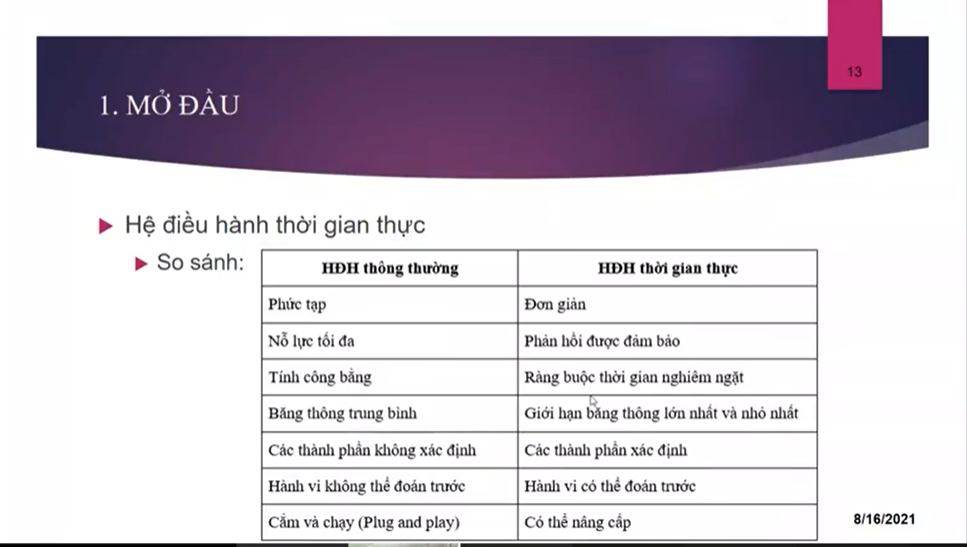 13
1. MỞ ĐẦU
Hệ điều hành thời gian thực
So sánh:
HĐH thông thường HĐH thời gian thực
Phức tạp Đơn giản
Nỗ lực tối đa Phản hồi được đảm bảo
Tính công bằng Ràng buộc thời gian nghiêm ngặt
Băng thông trung bình Giới hạn băng thông lớn nhất và nhỏ nhất
Các thành phần không xác định Các thành phần xác định
Hành vi không thể đoán trước Hành vi có thể đoán trước
Cắm và chạy (Plug and play) Có thể nâng cấp
8/16/2021